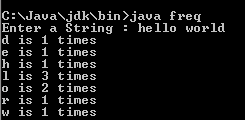 C:\Java\jdk\bin>java freq
Enter a String : hello world
d is 1 times
e is 1 times
h is 1 times
l is 3 times
o is 2 times
r is 1 times
w is 1 times